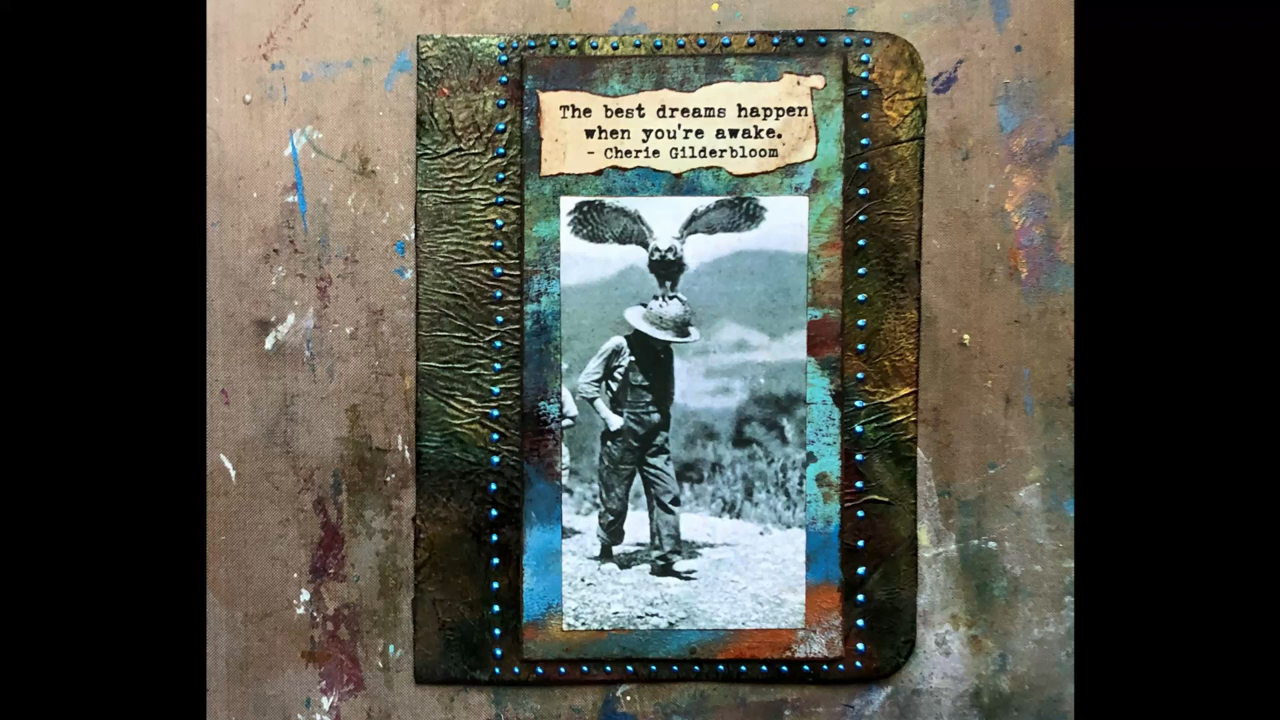 The best dreams happen
when you're awake.
- Cherie Gilderbloom